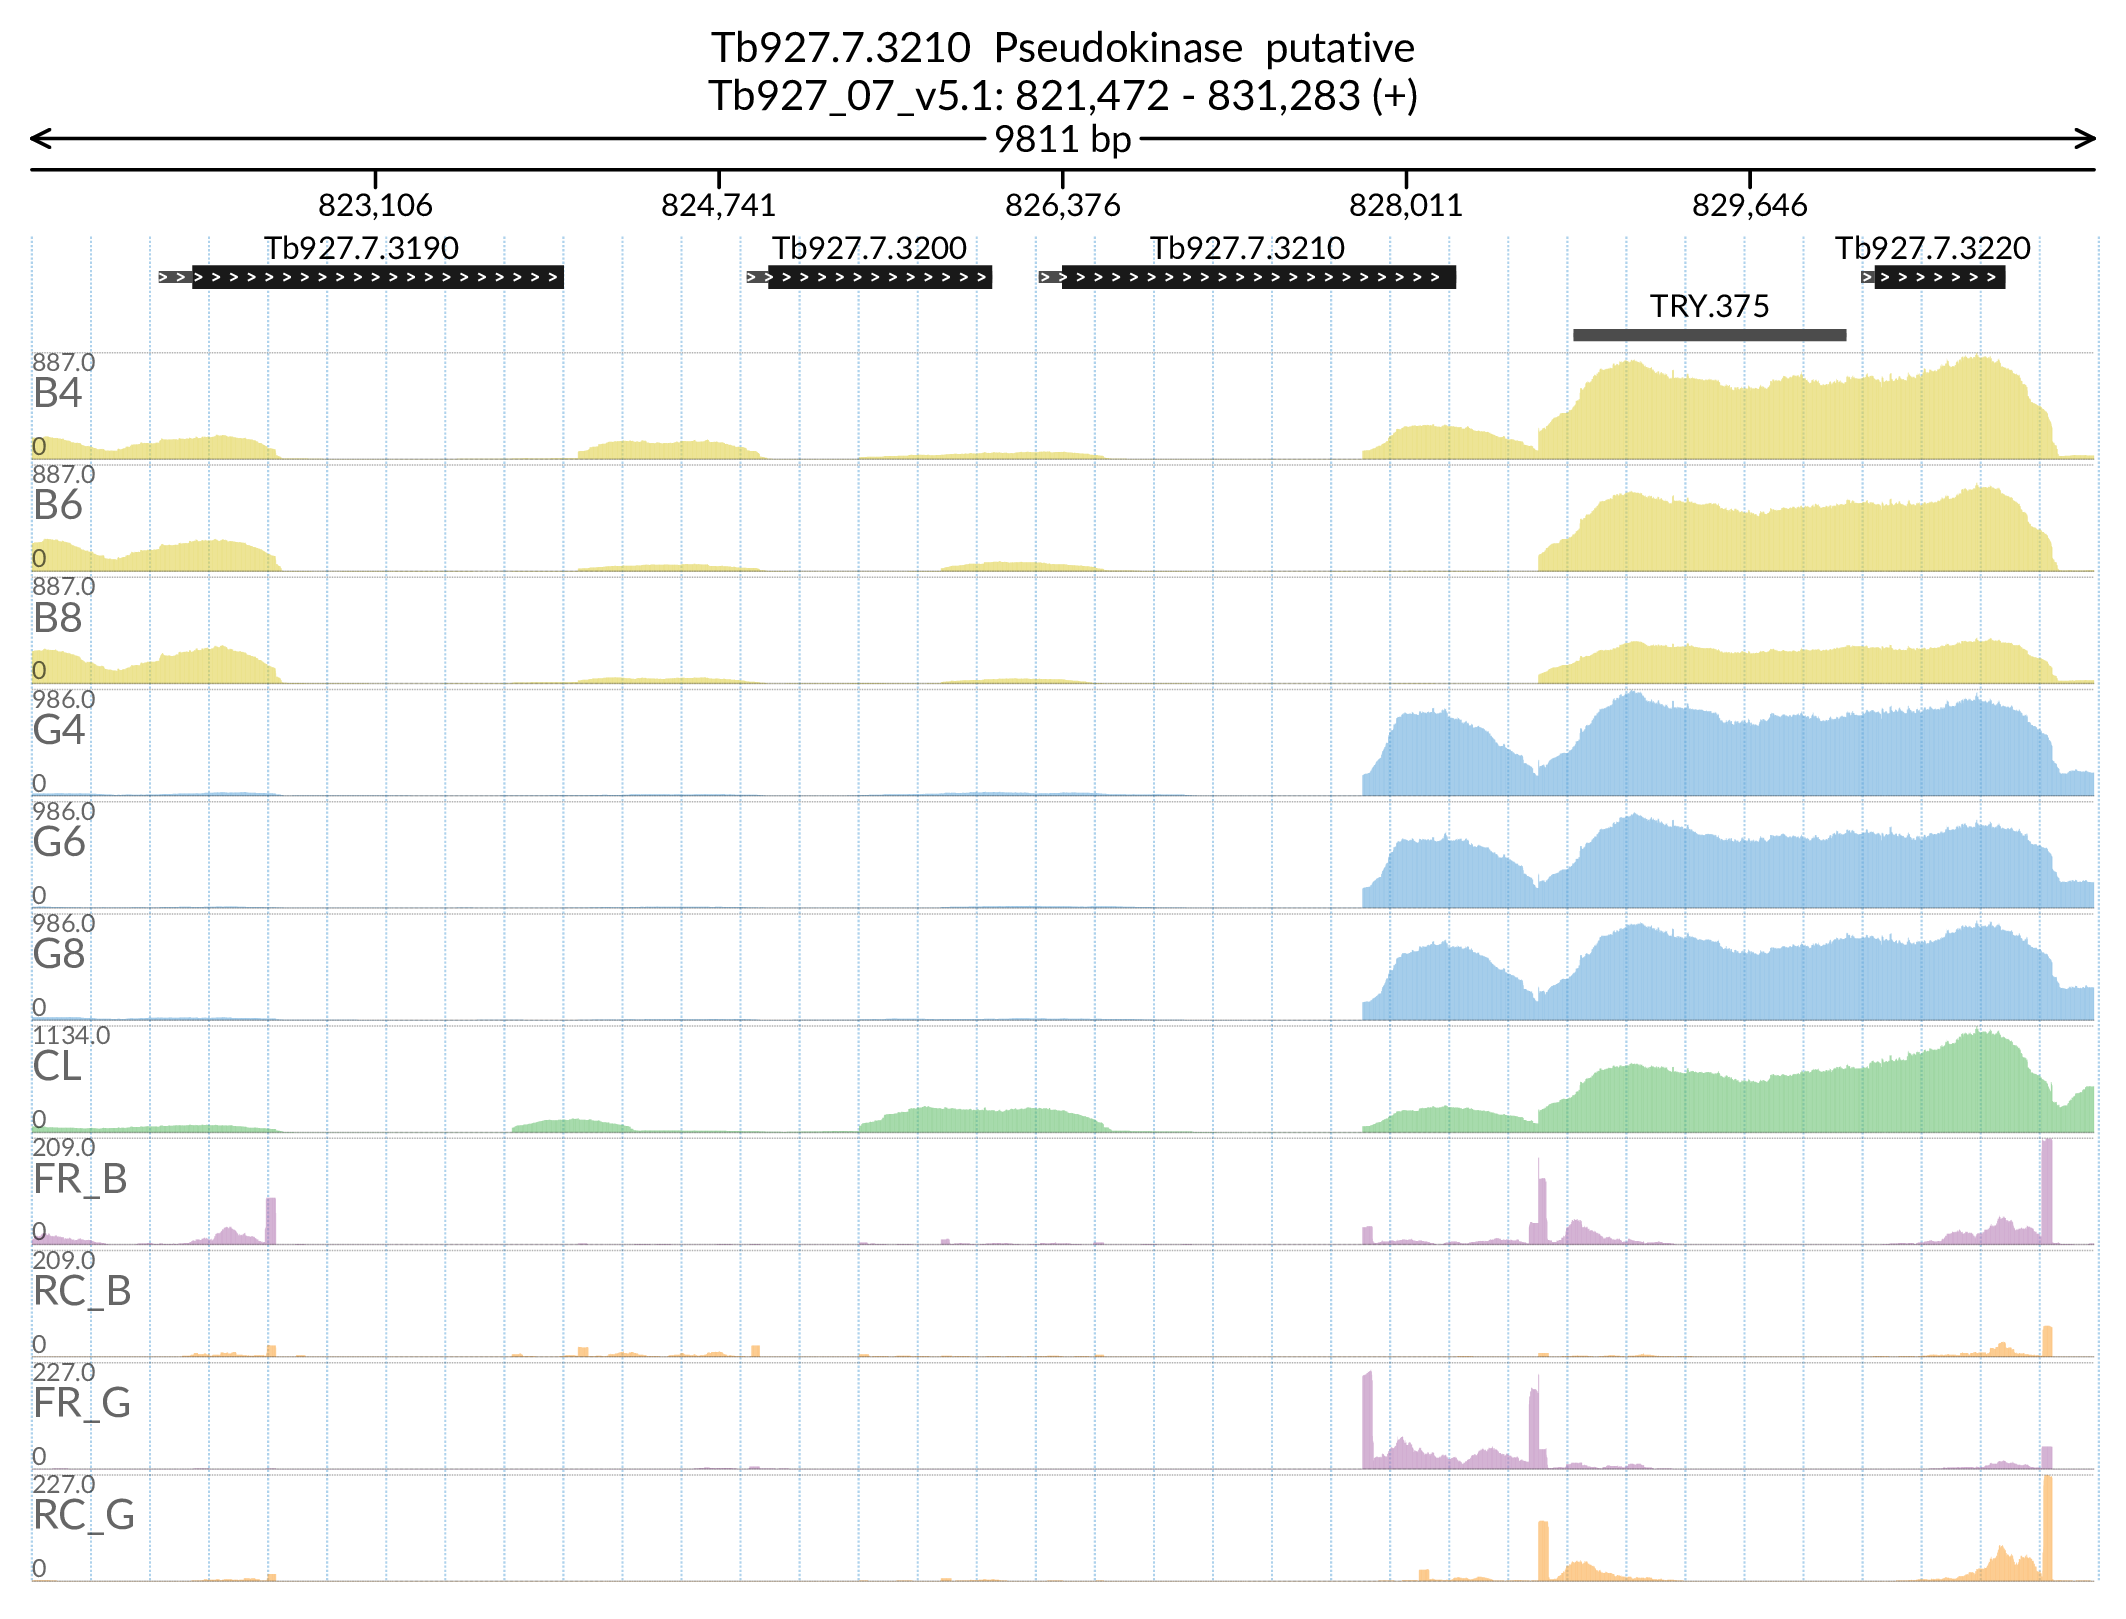 Tb927.7.3210 Pseudokinase putative
Tb927_07_v5.1: 821,472 - 831,283 (+)
9811 bp
823,106 824,741 826,376 828,011 829,646
Tb927.7.3190 Tb927.7.3200 Tb927.7.3210 Tb927.7.3220
TRY.375
887.0
B4
0
887.0
B6
0
887.0
B8
0
986.0
G4
0
986.0
G6
0
986.0
G8
0
1134.0
CL
0
209.0
FR_B
0
209.0
RC_B
0
227.0
FR_G
0
227.0
RC_G
0